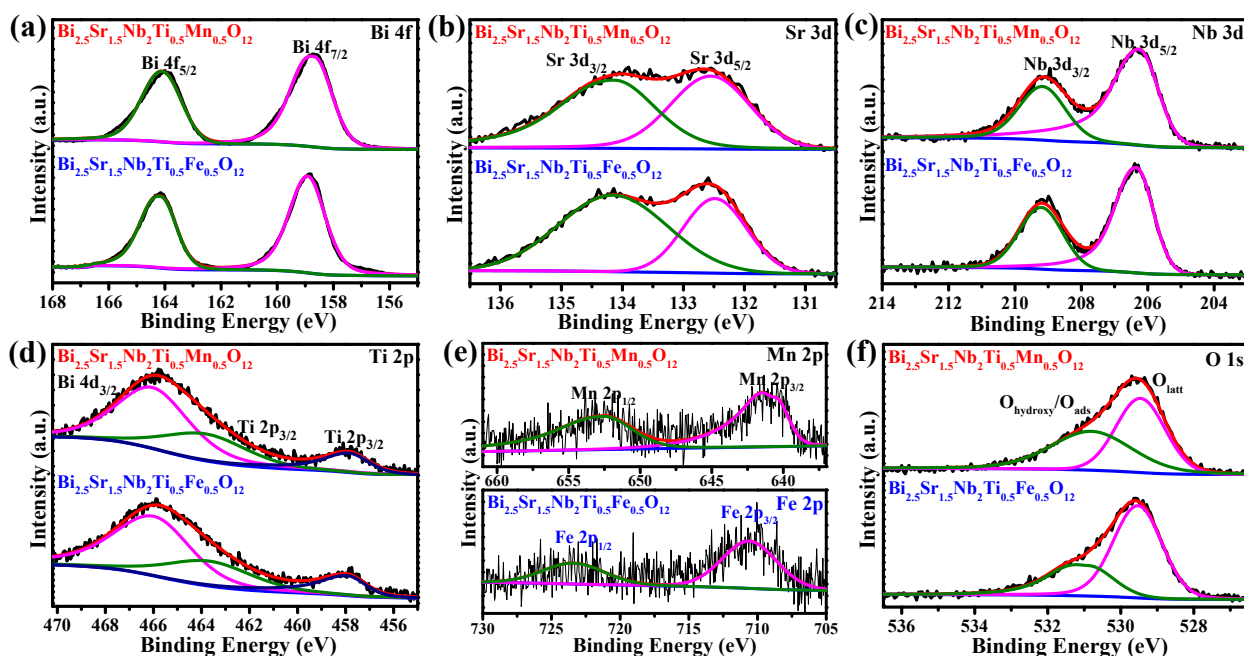 (a)
Bi2.5Sr1.5Nb2Ti0.5Mn0.5O12
Bi 4f
Bi 4f5/2
Bi 4f7/2
Bi2.5Sr1.5Nb2Ti0.5Fe0.5O12
Intensity (a.u.)
168 166 164 162 160 158 156
Binding Energy (eV)
(b)
Bi2.5Sr1.5Nb2Ti0.5Mn0.5O12
Sr 3d
Sr 3d3/2
Sr 3d5/2
Bi2.5Sr1.5Nb2Ti0.5Fe0.5O12
Intensity (a.u.)
136 135 134 133 132 131
Binding Energy (eV)
(c)
Bi2.5Sr1.5Nb2Ti0.5Mn0.5O12
Nb 3d
Nb 3d3/2
Nb 3d5/2
Bi2.5Sr1.5Nb2Ti0.5Fe0.5O12
Intensity (a.u.)
214 212 210 208 206 204
Binding Energy (eV)
(d)
Bi2.5Sr1.5Nb2Ti0.5Mn0.5O12
Ti 2p
Bi 4d3/2
Ti 2p3/2
Ti 2p3/2
Bi2.5Sr1.5Nb2Ti0.5Fe0.5O12
Intensity (a.u.)
470 468 466 464 462 460 458 456
Binding Energy (eV)
(e)
Bi2.5Sr1.5Nb2Ti0.5Mn0.5O12
Mn 2p
Mn 2p1/2
Mn 2p3/2
660 655 650 645 640
Bi2.5Sr1.5Nb2Ti0.5Fe0.5O12
Fe 2p
Fe 2p1/2
Fe 2p3/2
Intensity (a.u.)
730 725 720 715 710 705
Binding Energy (eV)
(f)
Bi2.5Sr1.5Nb2Ti0.5Mn0.5O12
O 1s
Ohydroxy/Oads
Olatt
Bi2.5Sr1.5Nb2Ti0.5Fe0.5O12
Intensity (a.u.)
536 534 532 530 528
Binding Energy (eV)